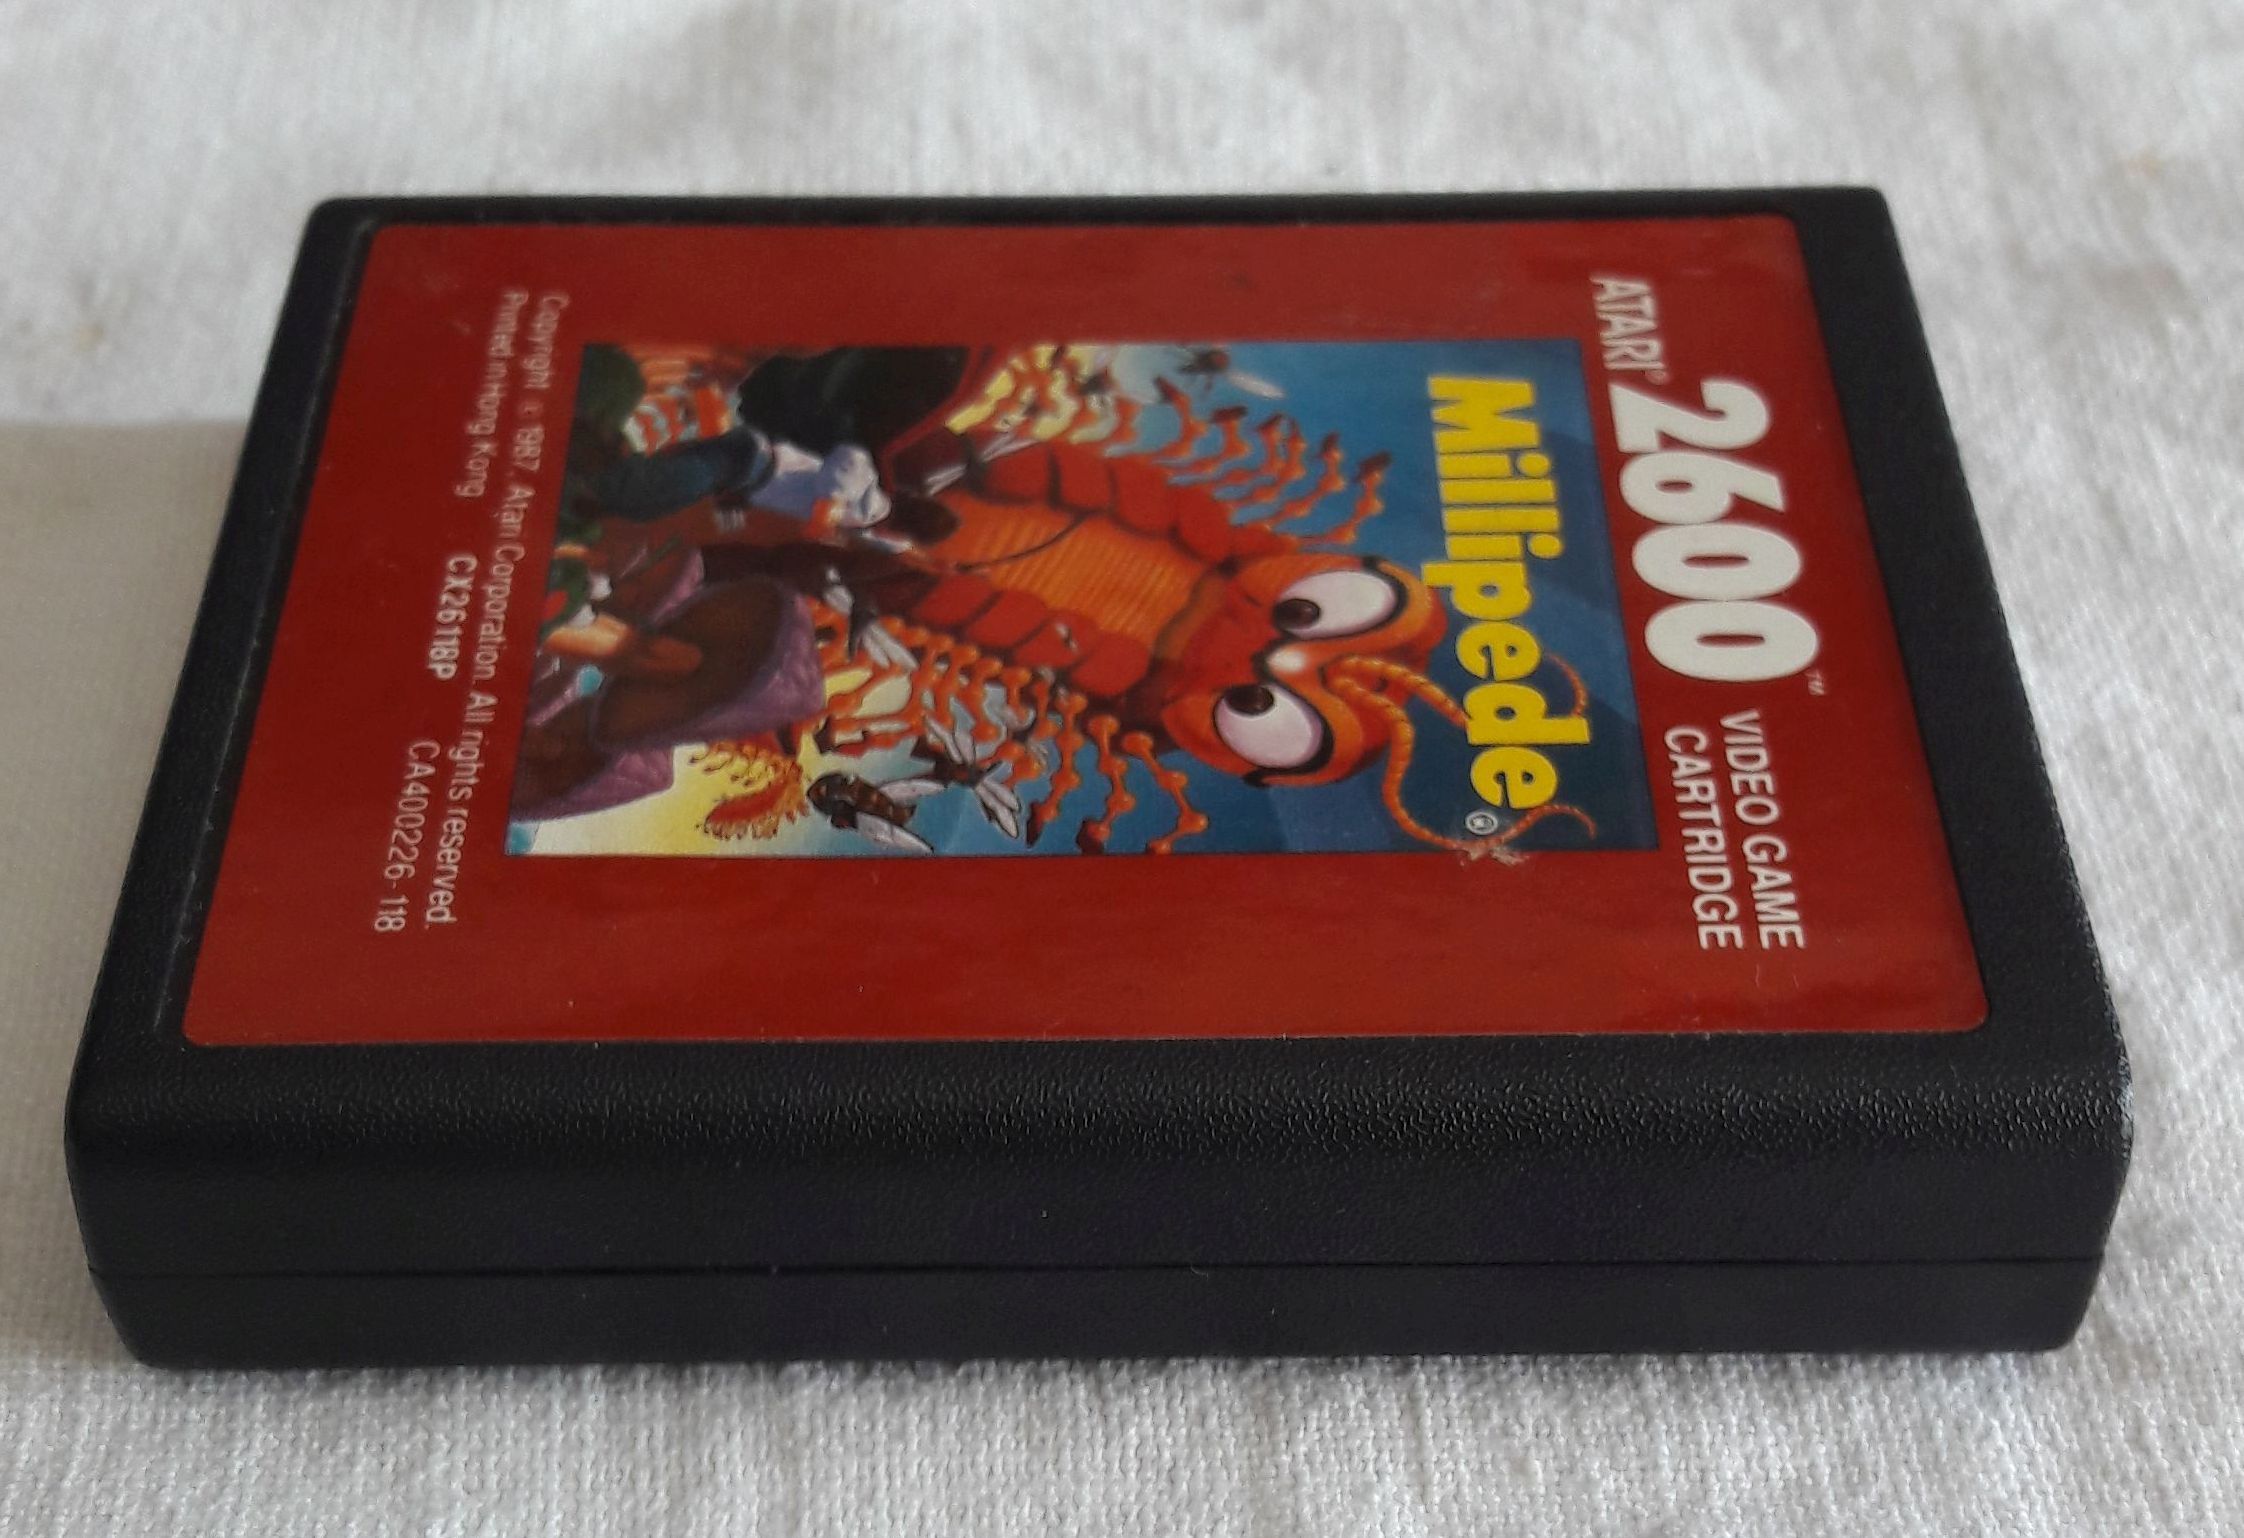 ATARI® 2600™ VIDEO GAME
CARTRIDGE
Millipede®
Copyright c 1987, Atari Corporation. All rights reserved.
Printed in Hong Kong CX26118P CA400226-118